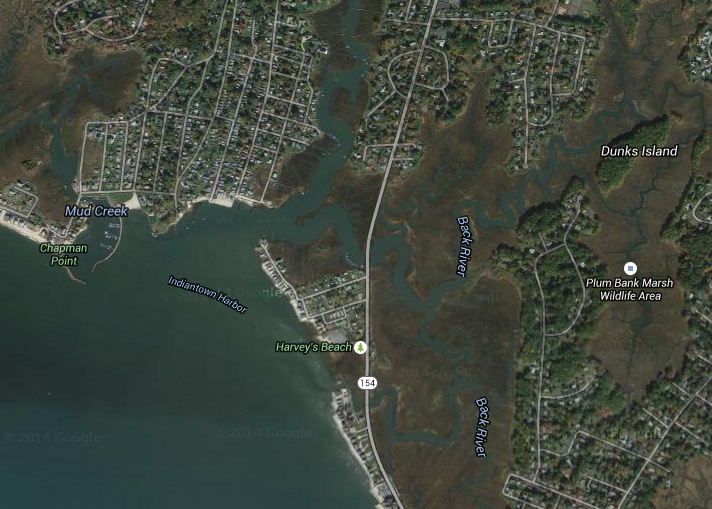 Dunks Island
Mud Creek
Chapman
Point
Back River
Indiantown Harbor
Plum Bank Marsh
Wildlife Area
Harvey's Beach
154
Back River
© 2014 Google
2014 Google